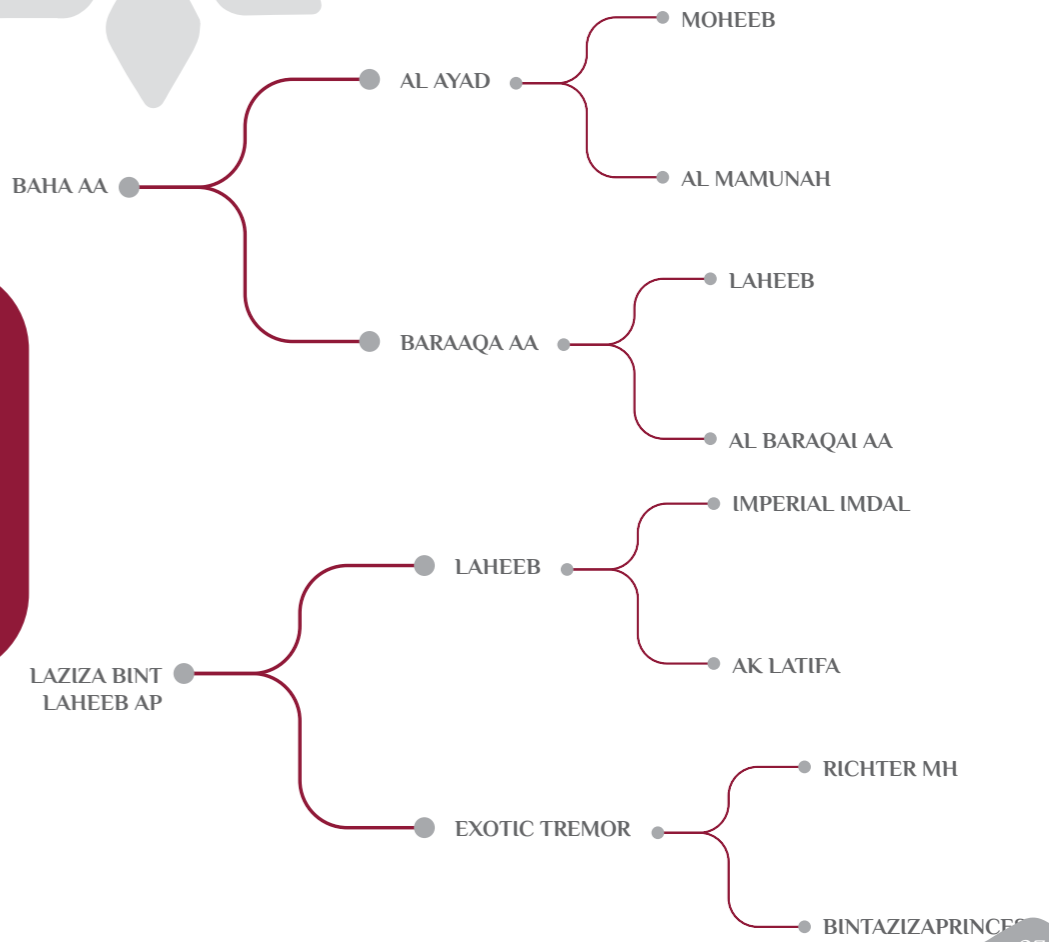 MOHEEB
AL AYAD
AL MAMUNAH
BAHA AA
LAHEEB
BARAAQA AA
AL BARAQAI AA
IMPERIAL IMDAL
LAHEEB
AK LATIFA
LAZIZA BINT
LAHEEB AP
RICHTER MH
EXOTIC TREMOR